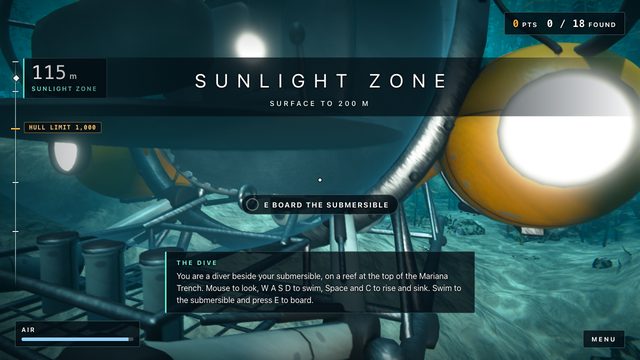 0 PTS 0 / 18 FOUND
115 m
SUNLIGHT ZONE
SUNLIGHT ZONE
SURFACE TO 200 M
HULL LIMIT 1,000
E BOARD THE SUBMERSIBLE
THE DIVE
You are a diver beside your submersible, on a reef at the top of the Mariana
Trench. Mouse to look, W A S D to swim, Space and C to rise and sink. Swim to
the submersible and press E to board.
AIR
MENU